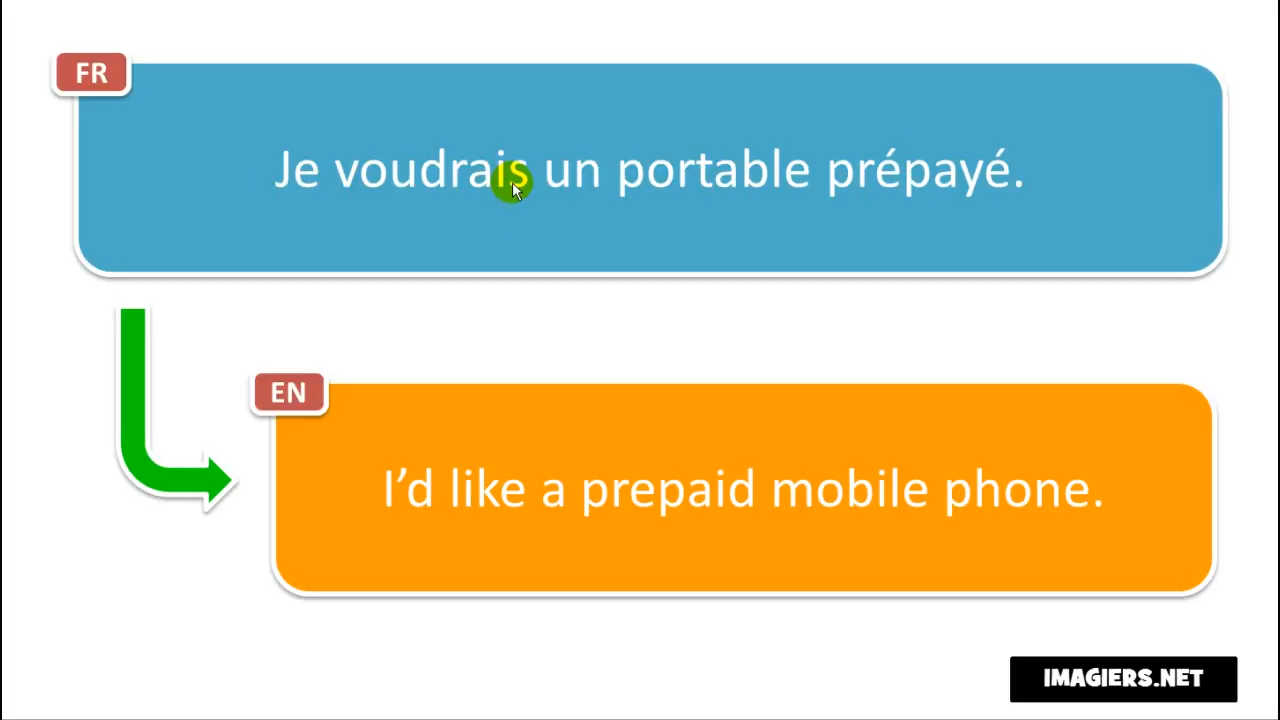 FR
Je voudrais un portable prépayé.
EN
I’d like a prepaid mobile phone.
IMAGIERS.NET